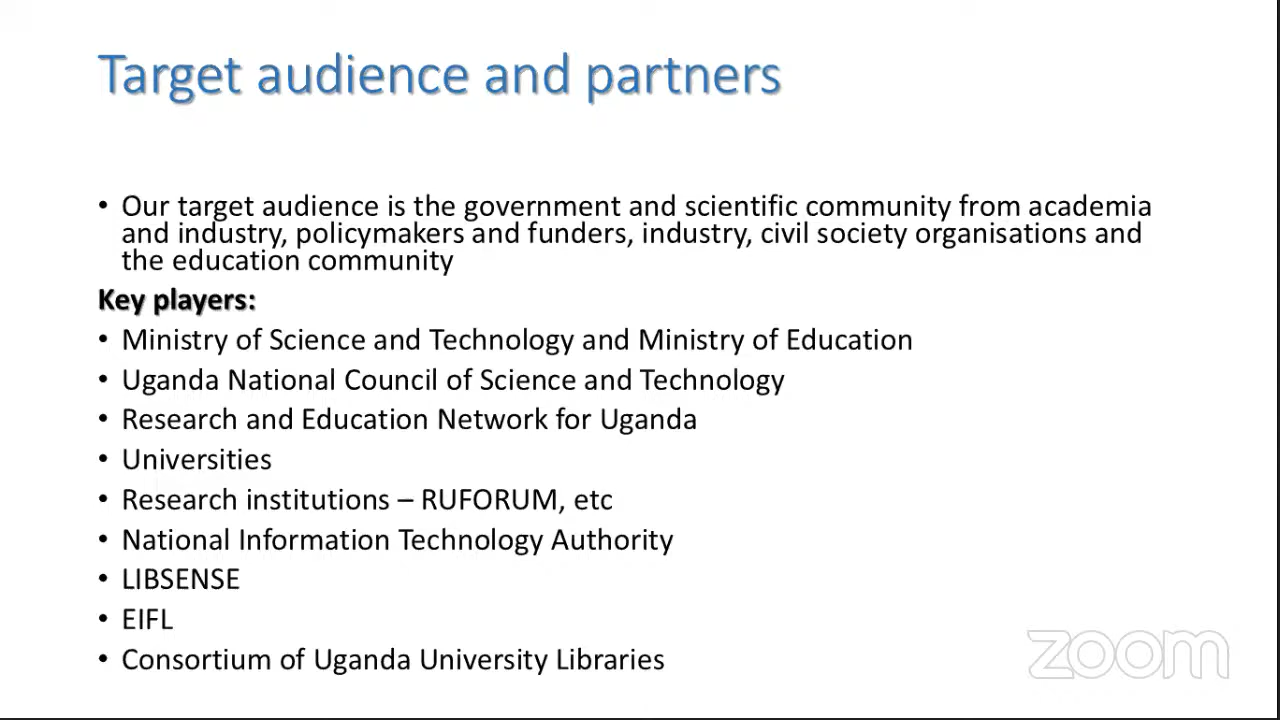 Target audience and partners
• Our target audience is the government and scientific community from academia
and industry, policymakers and funders, industry, civil society organisations and
the education community
Key players:
• Ministry of Science and Technology and Ministry of Education
• Uganda National Council of Science and Technology
• Research and Education Network for Uganda
• Universities
• Research institutions – RUFORUM, etc
• National Information Technology Authority
• LIBSENSE
• EIFL
• Consortium of Uganda University Libraries
zoom